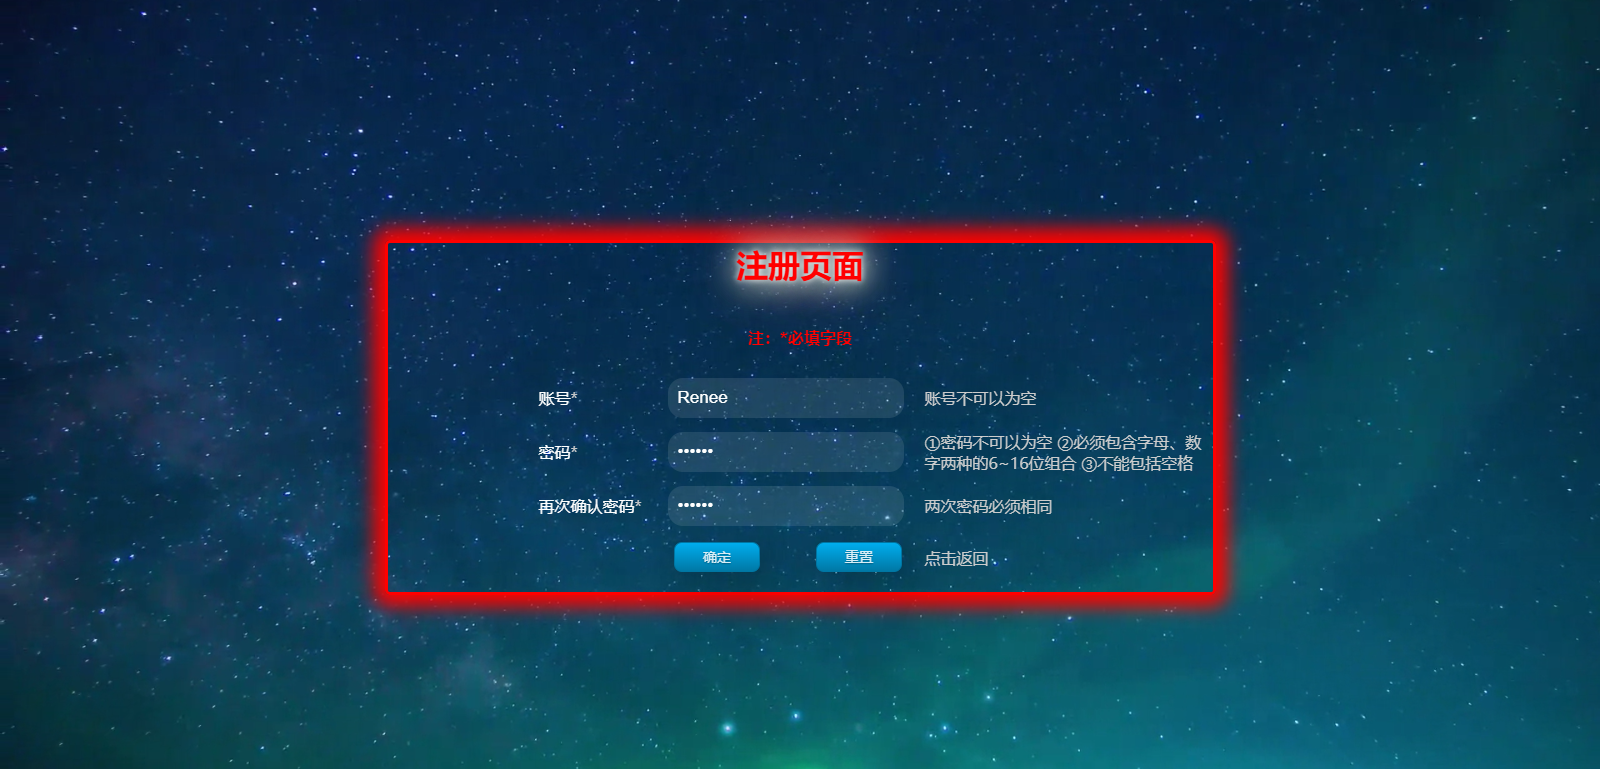 注册页面
注：*必填字段
账号*
Renee
账号不可以为空
密码*
••••••
①密码不可以为空 ②必须包含字母、数
字两种的6~16位组合 ③不能包括空格
再次确认密码*
••••••
两次密码必须相同
确定
重置
点击返回